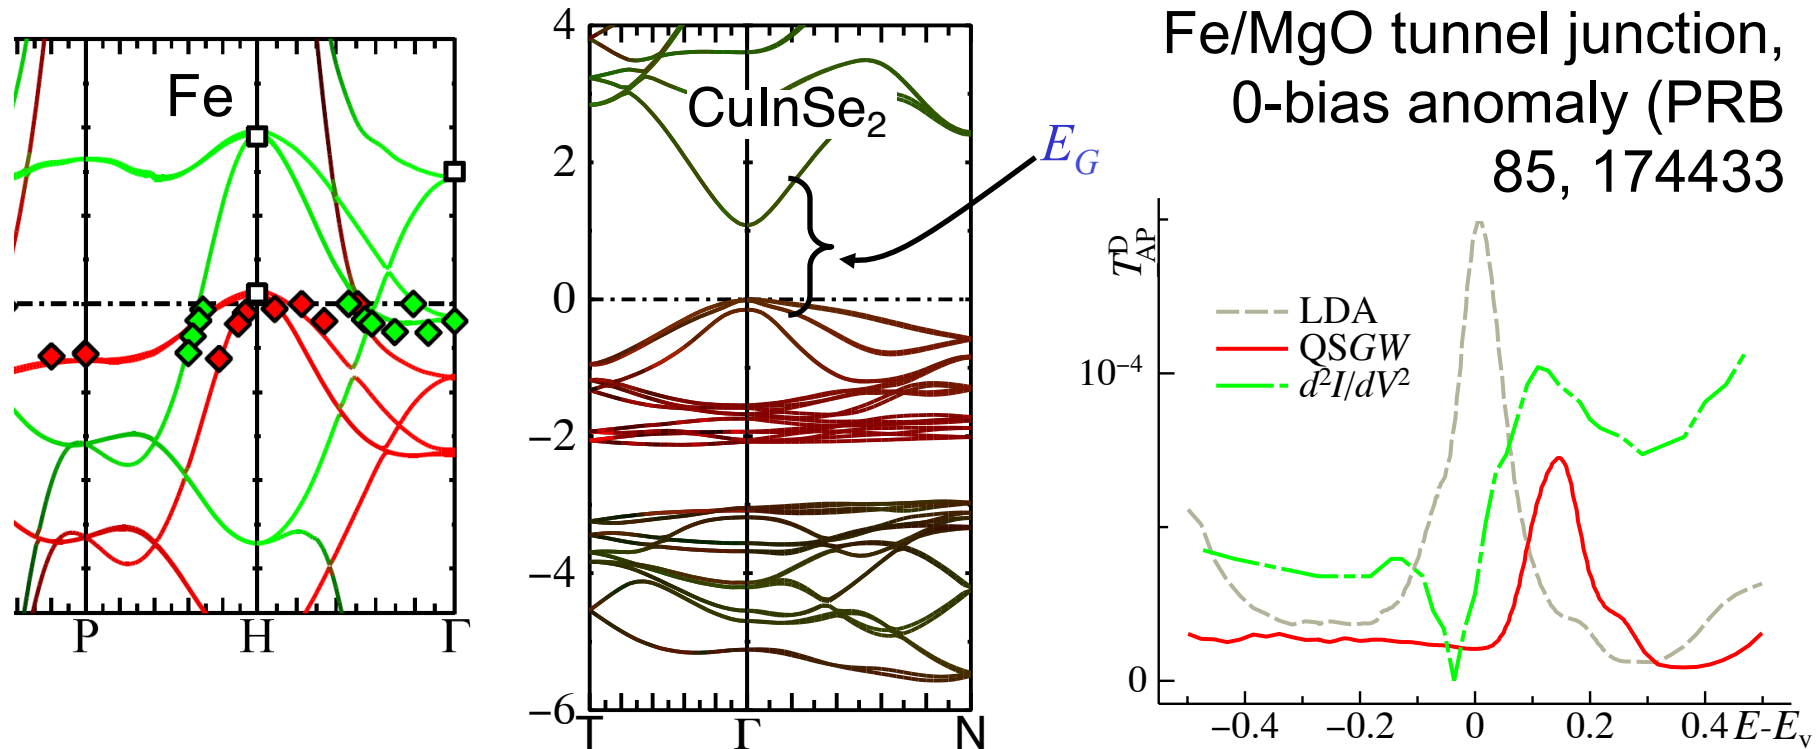 Fe
P H Γ
4
2
0
−2
−4
−6
CuInSe₂
T Γ N
E_G
Fe/MgO tunnel junction,
0-bias anomaly (PRB
85, 174433
T^D_AP
LDA
QSGW
d²I/dV²
10⁻⁴
0
−0.4 −0.2 0 0.2 0.4 E-E_v